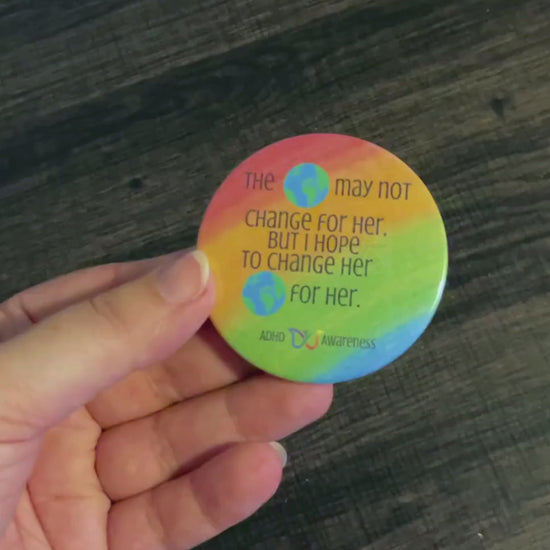 THE may NOT
CHANGE FOR HER.
BUT I HOPE
TO CHANGE HER
FOR HER.
ADHD AWARENESS